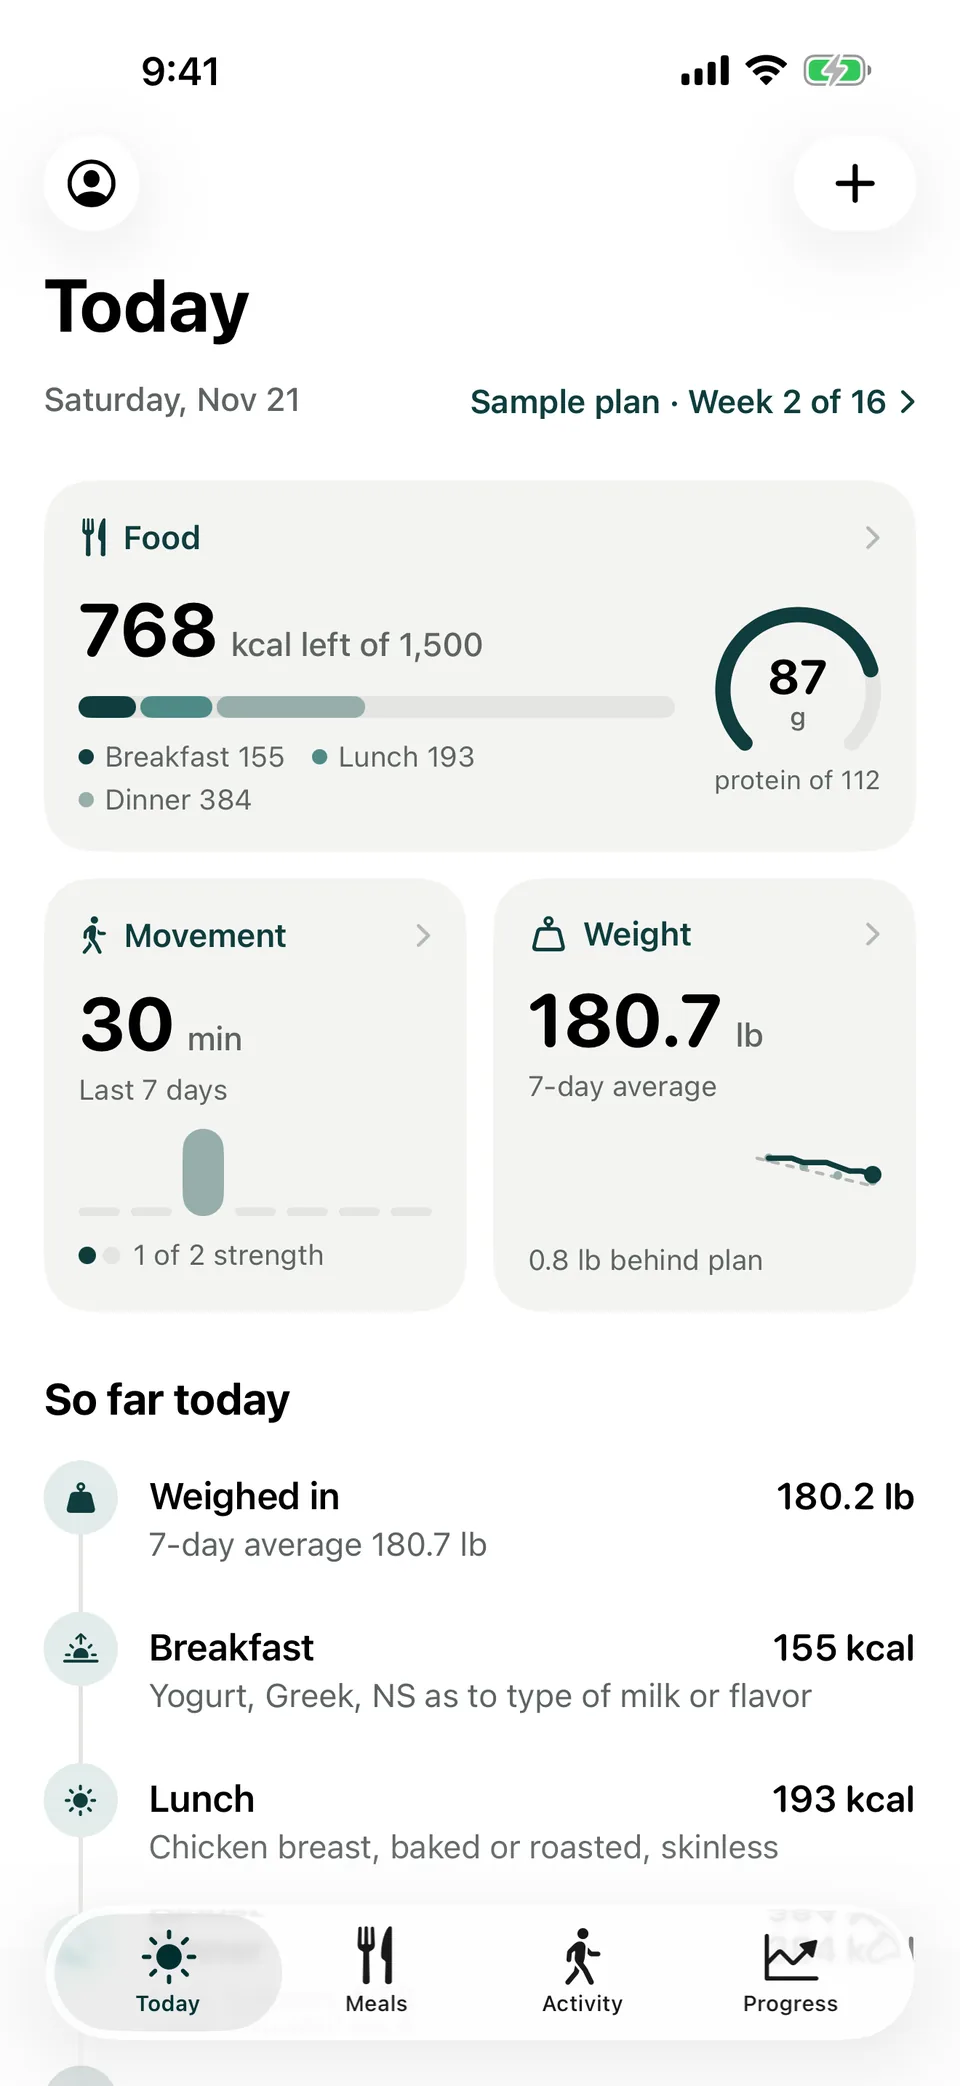 9:41
Today
Saturday, Nov 21
Sample plan · Week 2 of 16
Food
768 kcal left of 1,500
87
g
protein of 112
Breakfast 155
Lunch 193
Dinner 384
Movement
30 min
Last 7 days
1 of 2 strength
Weight
180.7 lb
7-day average
0.8 lb behind plan
So far today
Weighed in
180.2 lb
7-day average 180.7 lb
Breakfast
155 kcal
Yogurt, Greek, NS as to type of milk or flavor
Lunch
193 kcal
Chicken breast, baked or roasted, skinless
Today
Meals
Activity
Progress